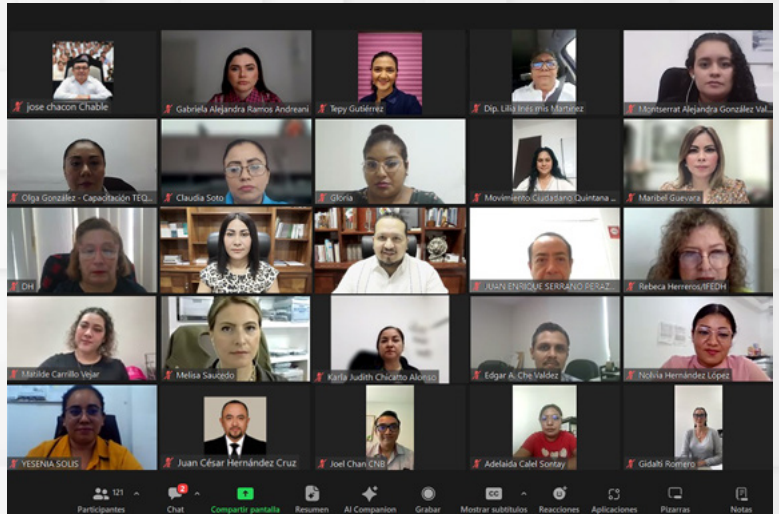 jose chacon Chable
Gabriela Alejandra Ramos Andreani
Tepy Gutiérrez
Dip. Lilia Inés mis Martinez
Montserrat Alejandra González Val...
Olga González - Capacitación TEQ...
Claudia Soto
Gloria
Movimiento Ciudadano Quintana ...
Maribel Guevara
DH
JUAN ENRIQUE SERRANO PERAZ...
Rebeca Herreros/IFEDH
Matilde Carrillo Vejar
Melisa Saucedo
Karla Judith Chicatto Alonso
Edgar A. Che Valdez
Nolvia Hernández López
YESENIA SOLIS
Juan César Hernández Cruz
Joel Chan CNB
Adelaida Calel Sontay
Gidalti Romero
121
2
CC
Participantes
Chat
Compartir pantalla
Resumen
AI Companion
Grabar
Mostrar subtítulos
Reacciones
Aplicaciones
Pizarras
Notas